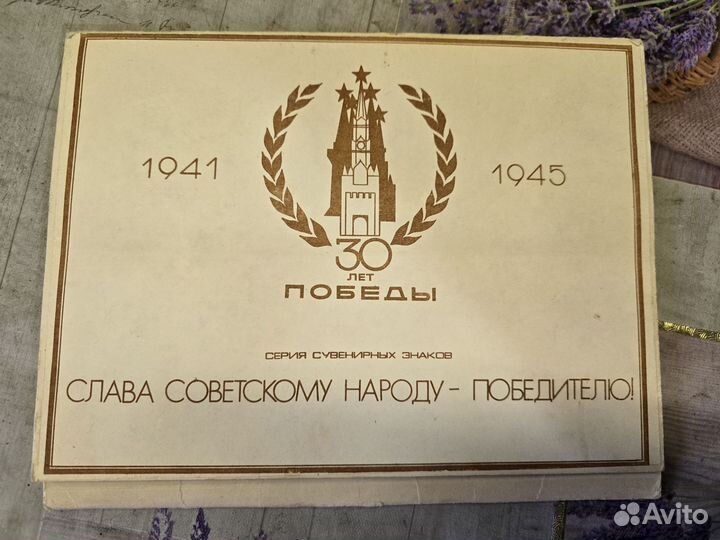 1941
1945
30
ЛЕТ
ПОБЕДЫ
СЕРИЯ СУВЕНИРНЫХ ЗНАКОВ
СЛАВА СОВЕТСКОМУ НАРОДУ – ПОБЕДИТЕЛЮ!
Avito